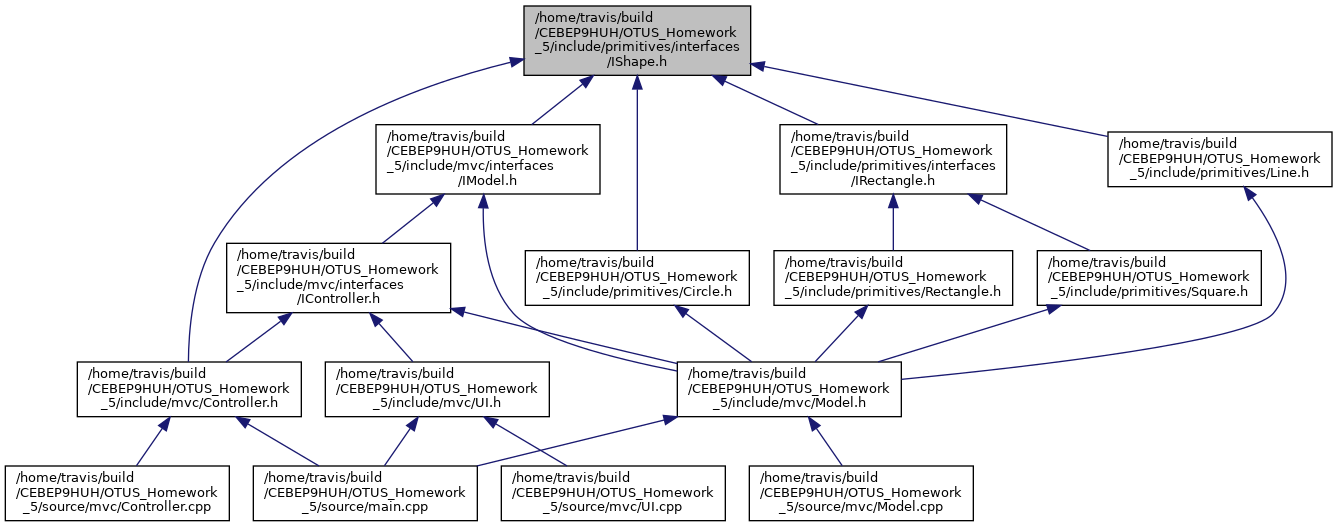 /home/travis/build
/CEBEP9HUH/OTUS_Homework
_5/include/primitives/interfaces
/IShape.h
/home/travis/build
/CEBEP9HUH/OTUS_Homework
_5/include/mvc/interfaces
/IModel.h
/home/travis/build
/CEBEP9HUH/OTUS_Homework
_5/include/primitives/interfaces
/IRectangle.h
/home/travis/build
/CEBEP9HUH/OTUS_Homework
_5/include/primitives/Line.h
/home/travis/build
/CEBEP9HUH/OTUS_Homework
_5/include/mvc/interfaces
/IController.h
/home/travis/build
/CEBEP9HUH/OTUS_Homework
_5/include/primitives/Circle.h
/home/travis/build
/CEBEP9HUH/OTUS_Homework
_5/include/primitives/Rectangle.h
/home/travis/build
/CEBEP9HUH/OTUS_Homework
_5/include/primitives/Square.h
/home/travis/build
/CEBEP9HUH/OTUS_Homework
_5/include/mvc/Controller.h
/home/travis/build
/CEBEP9HUH/OTUS_Homework
_5/include/mvc/UI.h
/home/travis/build
/CEBEP9HUH/OTUS_Homework
_5/include/mvc/Model.h
/home/travis/build
/CEBEP9HUH/OTUS_Homework
_5/source/mvc/Controller.cpp
/home/travis/build
/CEBEP9HUH/OTUS_Homework
_5/source/main.cpp
/home/travis/build
/CEBEP9HUH/OTUS_Homework
_5/source/mvc/UI.cpp
/home/travis/build
/CEBEP9HUH/OTUS_Homework
_5/source/mvc/Model.cpp